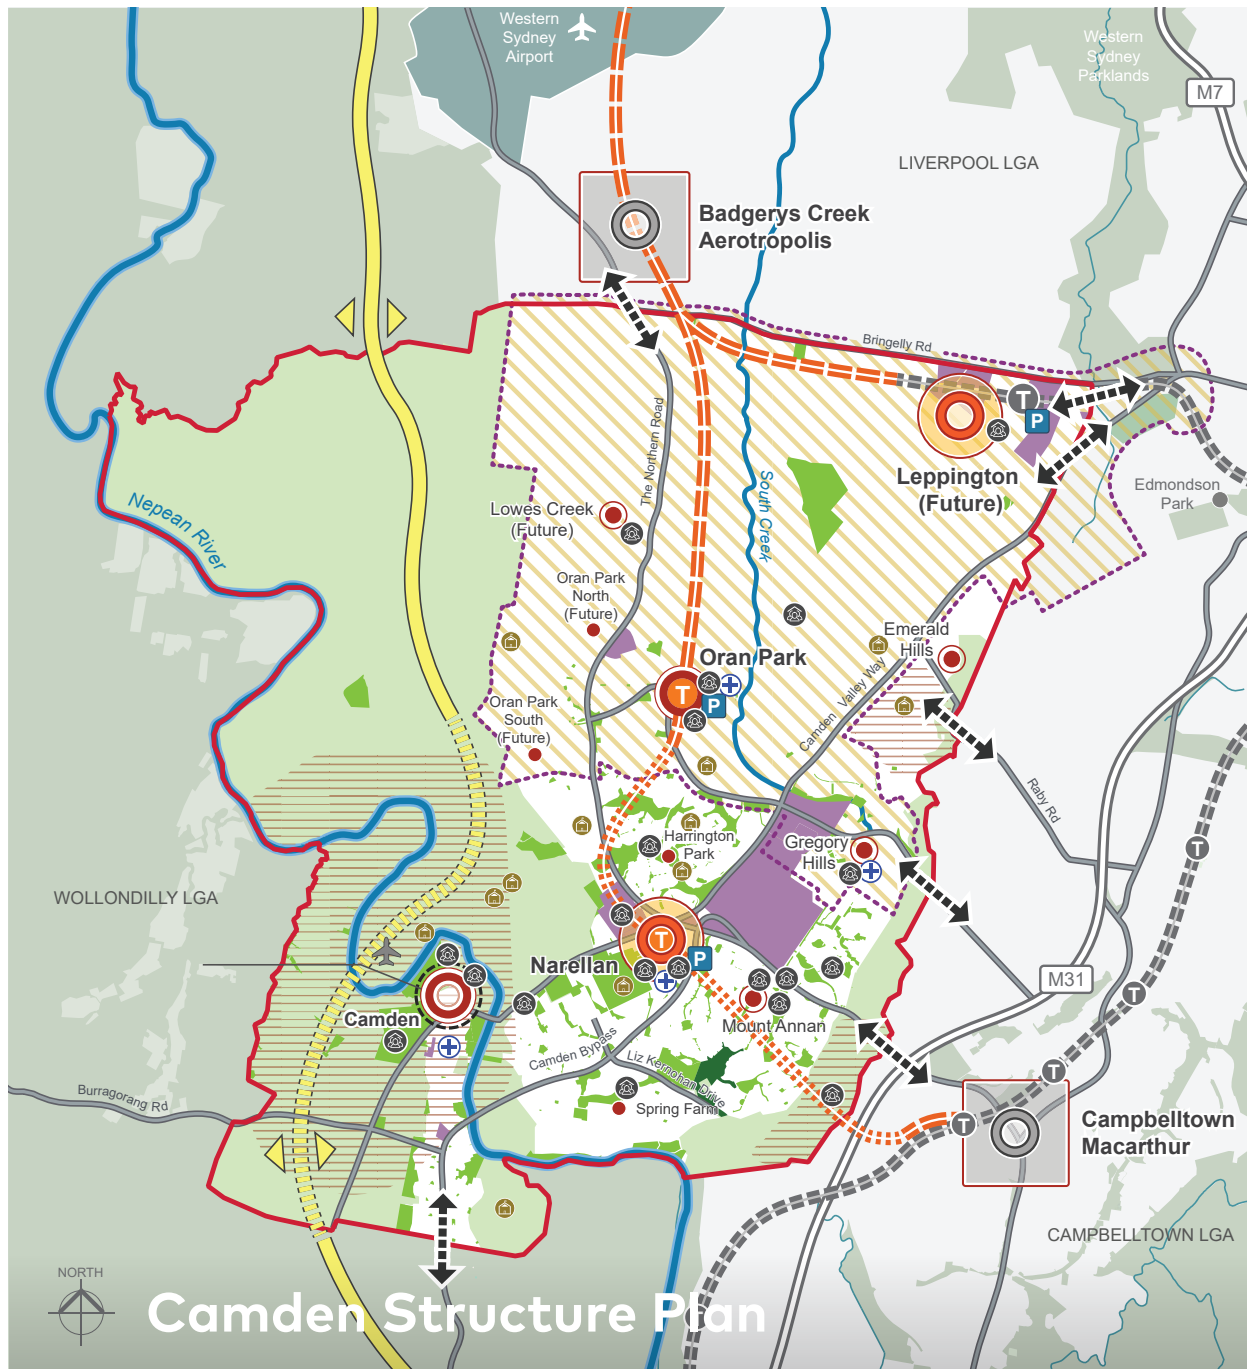 Western
Sydney
Airport
Western
Sydney
Parklands
M7
LIVERPOOL LGA
Badgerys Creek
Aerotropolis
Bringelly Rd
T
P
Leppington
(Future)
Edmondson
Park
The Northern Road
South Creek
Nepean River
Lowes Creek
(Future)
Oran Park
North
(Future)
Emerald
Hills
Oran Park
T
P
Oran Park
South
(Future)
Camden Valley Way
Raby Rd
T
Harrington
Park
Gregory
Hills
WOLLONDILLY LGA
T
Narellan
P
M31
T
Camden
Mount Annan
Camden Bypass
Liz Kernohan Drive
T
Burragorang Rd
Spring Farm
T
Campbelltown
Macarthur
CAMPBELLTOWN LGA
NORTH
Camden Structure Plan